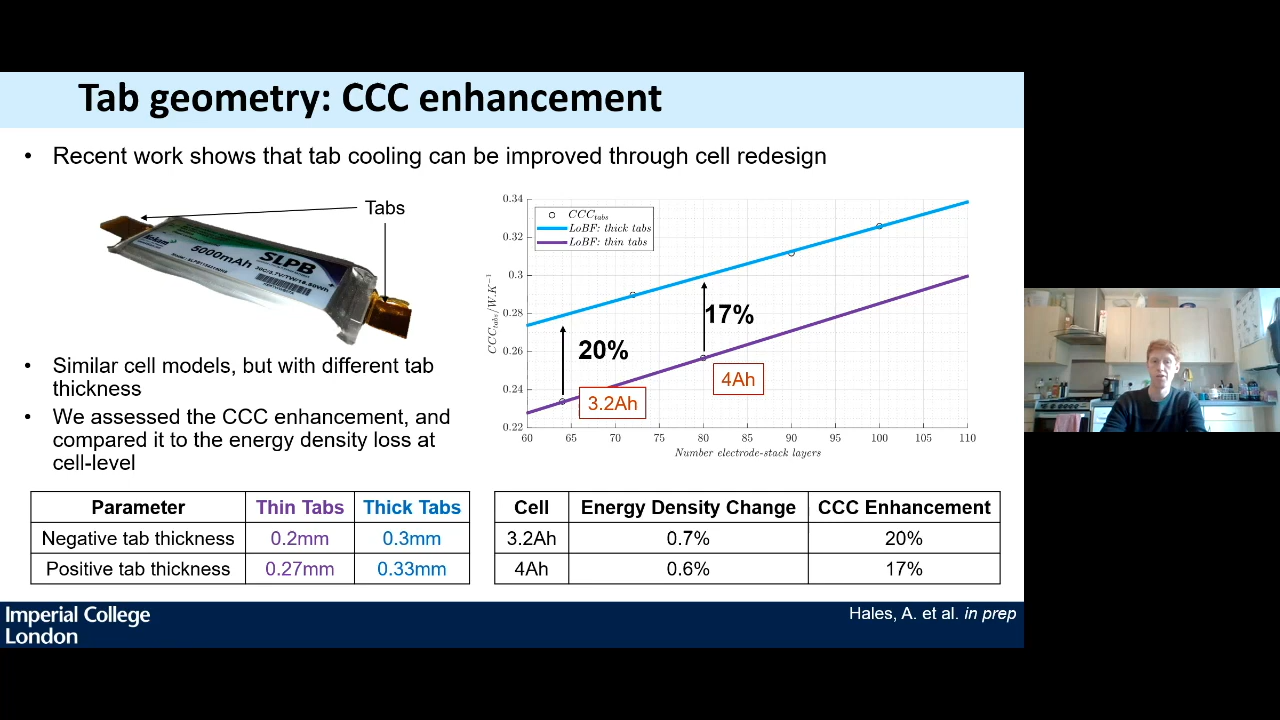 Tab geometry: CCC enhancement
• Recent work shows that tab cooling can be improved through cell redesign
Tabs
5000mAh
SLPB
• Similar cell models, but with different tab
thickness
• We assessed the CCC enhancement, and
compared it to the energy density loss at
cell-level
0.34
0.32
0.3
0.28
0.26
0.24
0.22
CCCtabs/W.K⁻¹
CCCtabs
LoBF: thick tabs
LoBF: thin tabs
20%
17%
3.2Ah
4Ah
60 65 70 75 80 85 90 95 100 105 110
Number electrode-stack layers
Parameter Thin Tabs Thick Tabs
Negative tab thickness 0.2mm 0.3mm
Positive tab thickness 0.27mm 0.33mm
Cell Energy Density Change CCC Enhancement
3.2Ah 0.7% 20%
4Ah 0.6% 17%
Imperial College
London
Hales, A. et al. in prep